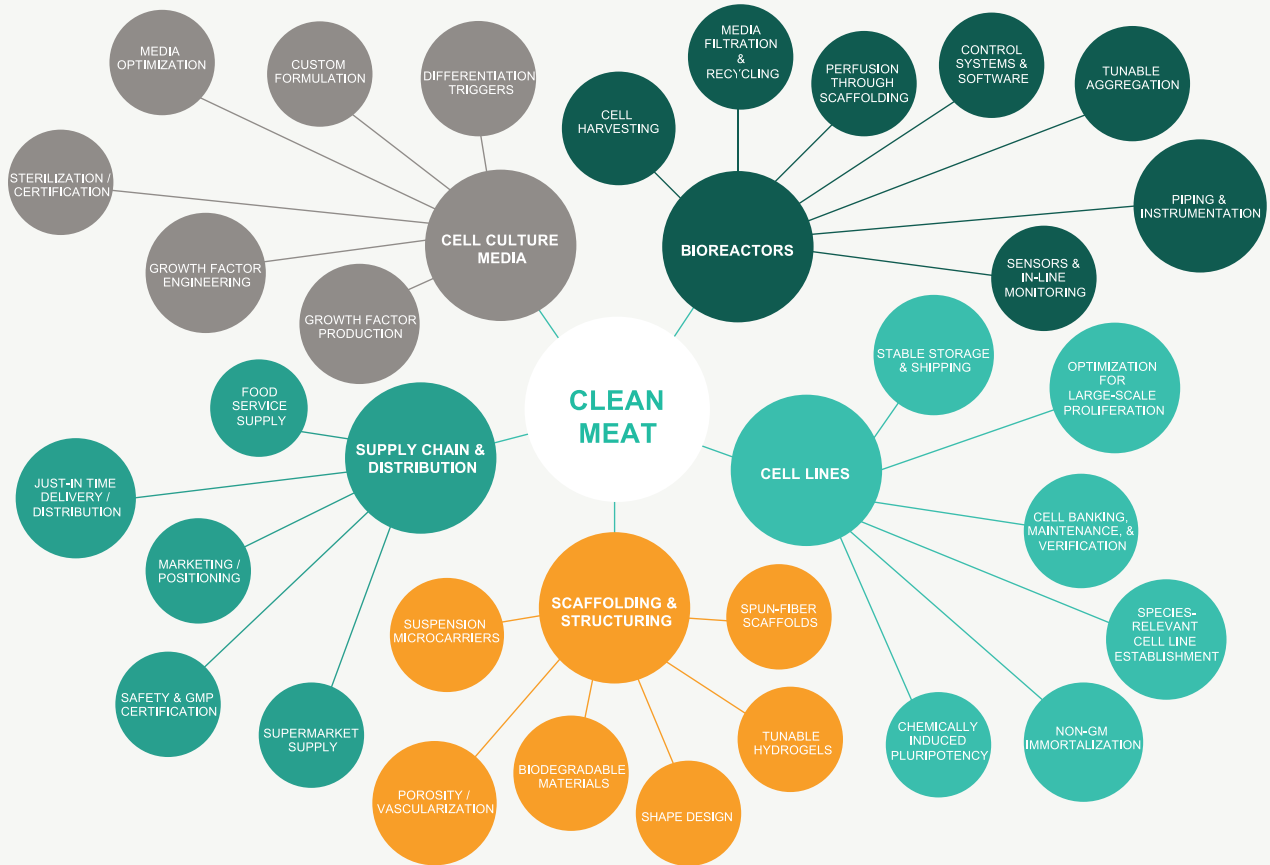 MEDIA
OPTIMIZATION
CUSTOM
FORMULATION
DIFFERENTIATION
TRIGGERS
STERILIZATION /
CERTIFICATION
GROWTH FACTOR
ENGINEERING
GROWTH FACTOR
PRODUCTION
CELL CULTURE
MEDIA
CELL
HARVESTING
MEDIA
FILTRATION
&
RECYCLING
PERFUSION
THROUGH
SCAFFOLDING
CONTROL
SYSTEMS &
SOFTWARE
TUNABLE
AGGREGATION
PIPING &
INSTRUMENTATION
SENSORS &
IN-LINE
MONITORING
BIOREACTORS
CLEAN
MEAT
FOOD
SERVICE
SUPPLY
JUST-IN TIME
DELIVERY /
DISTRIBUTION
MARKETING /
POSITIONING
SAFETY & GMP
CERTIFICATION
SUPERMARKET
SUPPLY
SUPPLY CHAIN &
DISTRIBUTION
SCAFFOLDING &
STRUCTURING
SUSPENSION
MICROCARRIERS
POROSITY /
VASCULARIZATION
BIODEGRADABLE
MATERIALS
SHAPE DESIGN
TUNABLE
HYDROGELS
SPUN-FIBER
SCAFFOLDS
CELL LINES
STABLE STORAGE
& SHIPPING
OPTIMIZATION
FOR
LARGE-SCALE
PROLIFERATION
CELL BANKING,
MAINTENANCE, &
VERIFICATION
SPECIES-
RELEVANT
CELL LINE
ESTABLISHMENT
NON-GM
IMMORTALIZATION
CHEMICALLY
INDUCED
PLURIPOTENCY